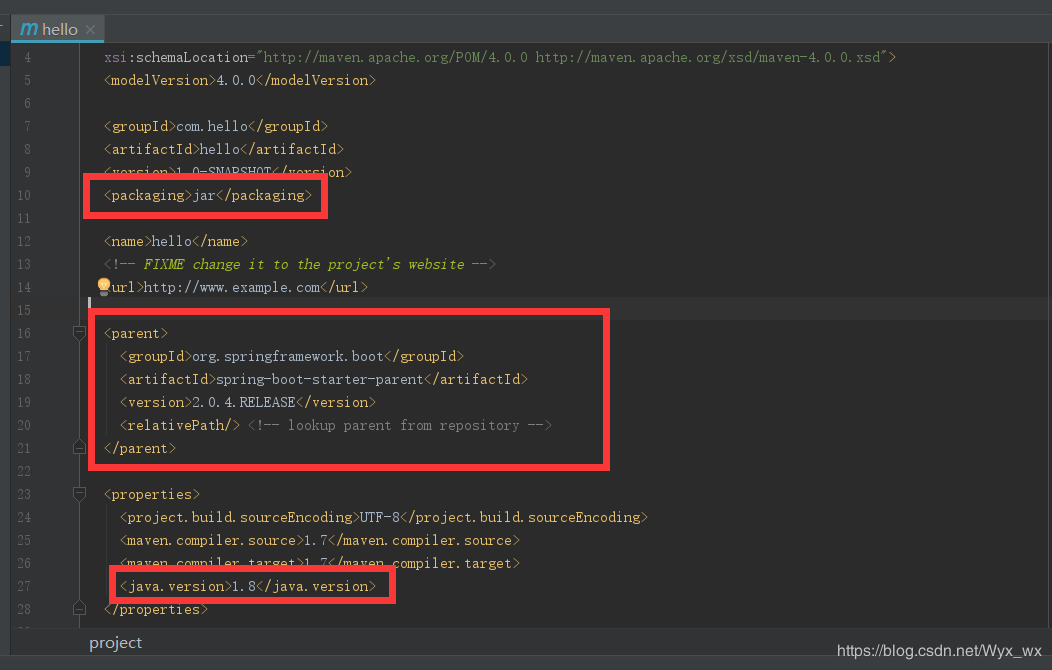 m hello ×
4 xsi:schemaLocation="http://maven.apache.org/POM/4.0.0 http://maven.apache.org/xsd/maven-4.0.0.xsd">
5 <modelVersion>4.0.0</modelVersion>
6
7 <groupId>com.hello</groupId>
8 <artifactId>hello</artifactId>
9 <version>1.0-SNAPSHOT</version>
10 <packaging>jar</packaging>
11
12 <name>hello</name>
13 <!-- FIXME change it to the project's website -->
14 url>http://www.example.com</url>
15
16 <parent>
17 <groupId>org.springframework.boot</groupId>
18 <artifactId>spring-boot-starter-parent</artifactId>
19 <version>2.0.4.RELEASE</version>
20 <relativePath/> <!-- lookup parent from repository -->
21 </parent>
22
23 <properties>
24 <project.build.sourceEncoding>UTF-8</project.build.sourceEncoding>
25 <maven.compiler.source>1.7</maven.compiler.source>
26 <maven.compiler.target>1.7</maven.compiler.target>
27 <java.version>1.8</java.version>
28 </properties>
project
https://blog.csdn.net/Wyx_wx